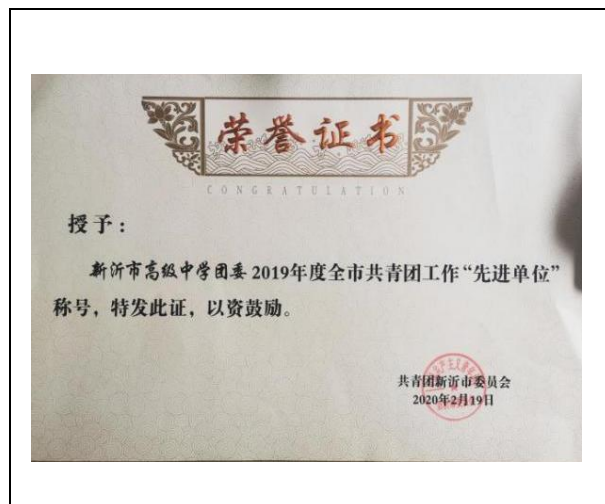 荣誉证书
CONGRATULATION
授予：
新沂市高级中学团委 2019年度全市共青团工作“先进单位”
称号，特发此证，以资鼓励。
共青团新沂市委员会
2020年2月19日